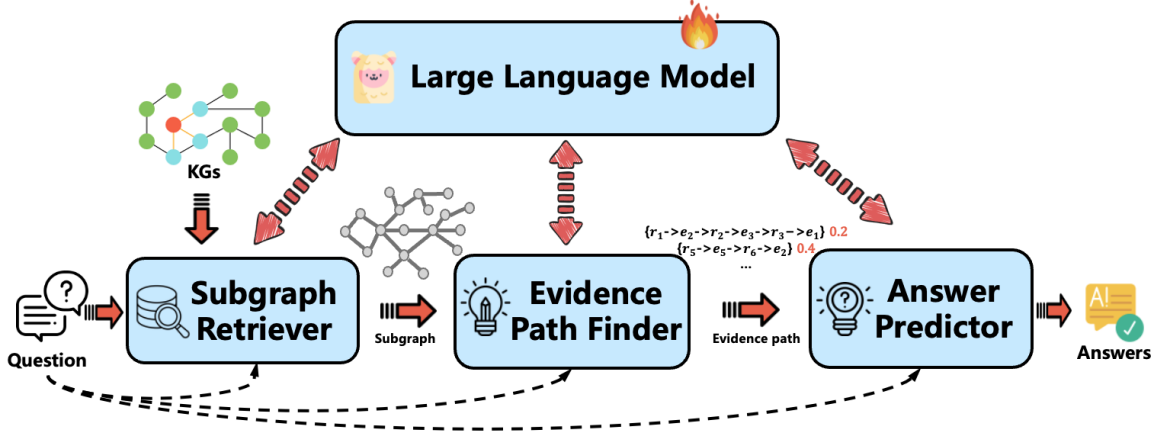 Large Language Model
KGs
{r₁->e₂->r₂->e₃->r₃−>e₁} 0.2
{r₅->e₅->r₆->e₂} 0.4
...
Subgraph
Retriever
Evidence
Path Finder
Answer
Predictor
AI
Question
Subgraph
Evidence path
Answers